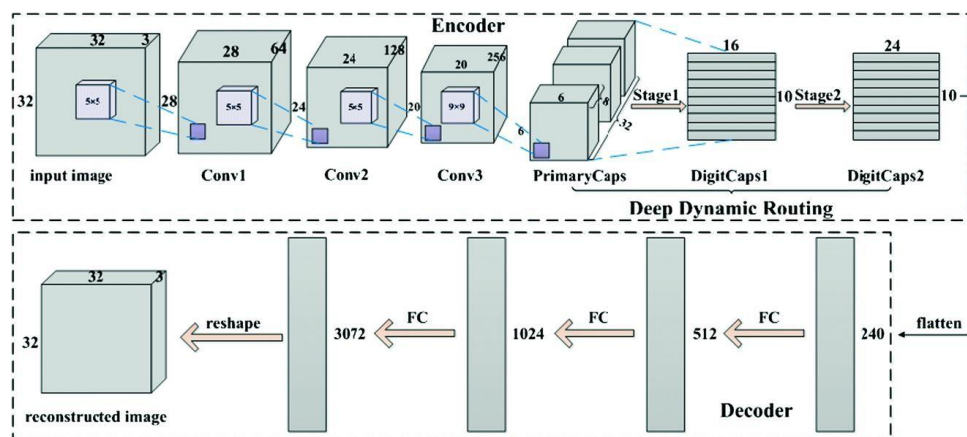 Encoder
32 3
32
5×5
input image
28 64
28
5×5
Conv1
24 128
24
5×5
Conv2
20 256
20
9×9
Conv3
6
6
8
32
PrimaryCaps
Stage1
16
10
DigitCaps1
Stage2
24
10
DigitCaps2
Deep Dynamic Routing
32 3
32
reconstructed image
reshape
3072
FC
1024
FC
512
FC
240
flatten
Decoder